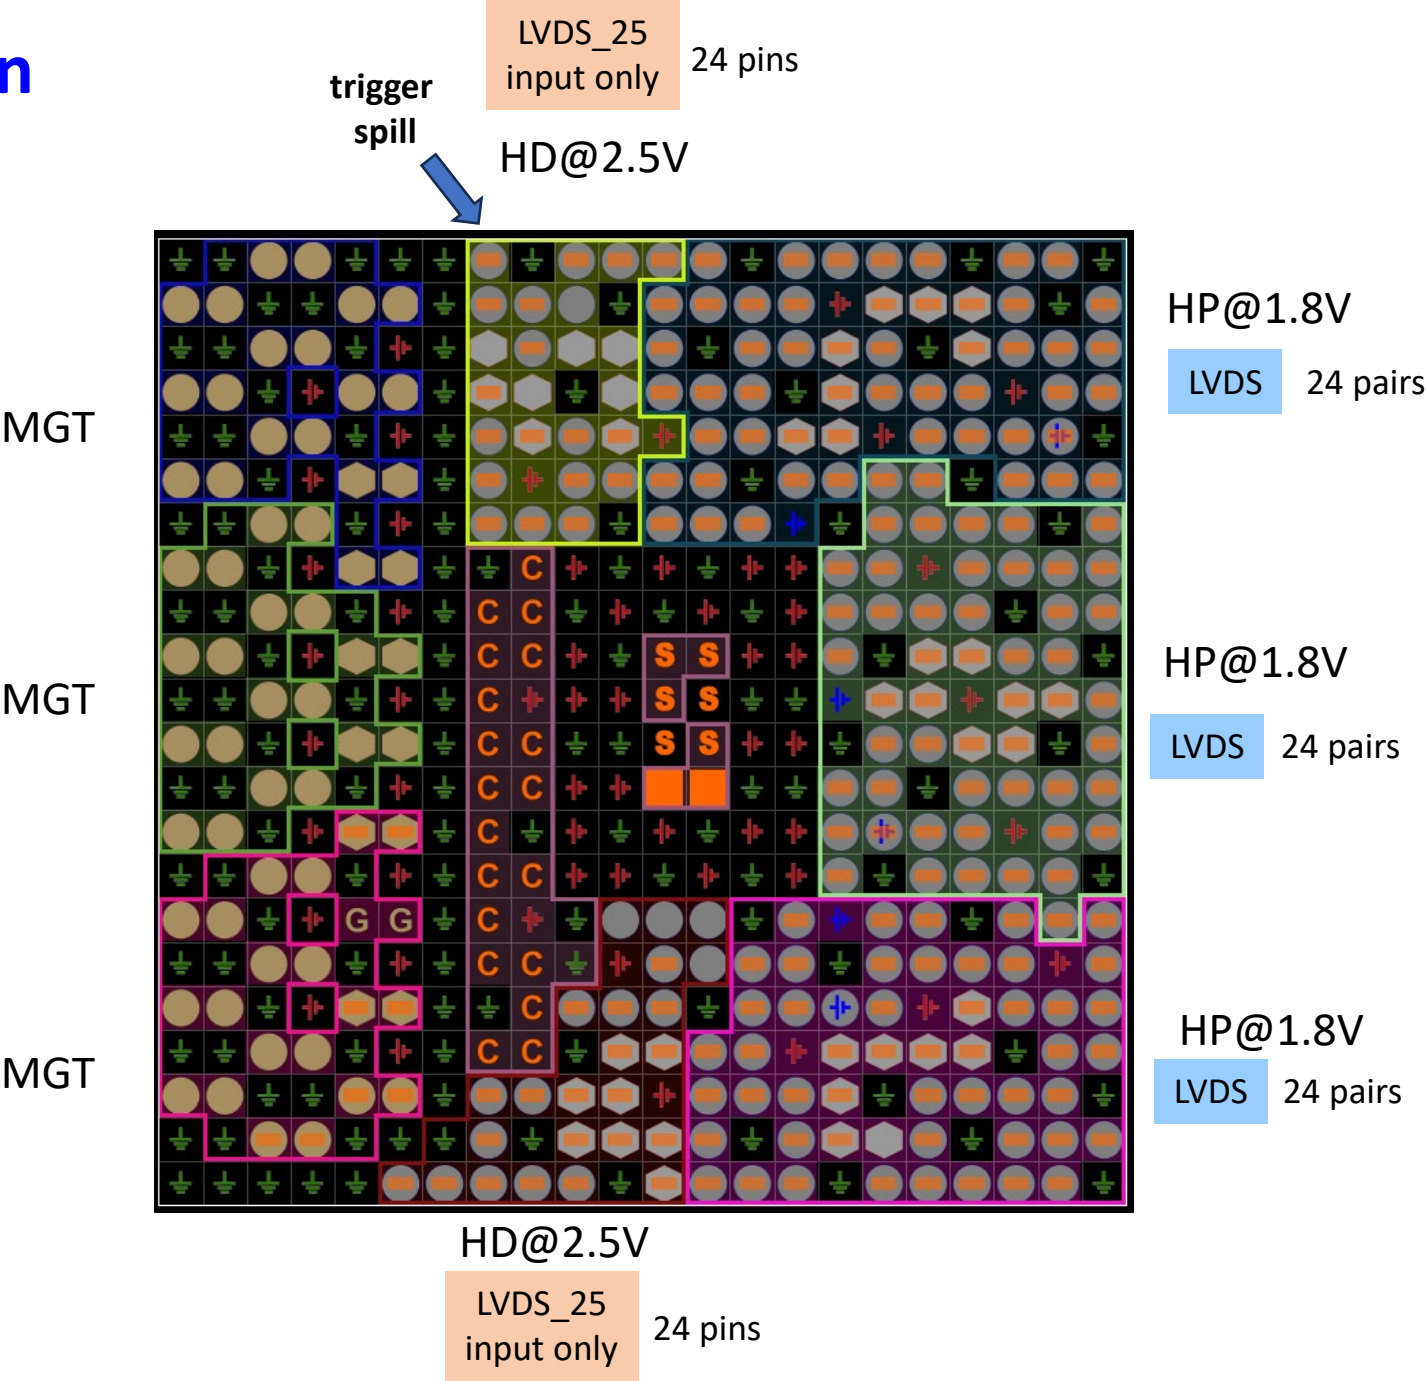 n
LVDS_25
input only
24 pins
trigger
spill
HD@2.5V
HP@1.8V
LVDS 24 pairs
MGT
C
C C
C C
S S
HP@1.8V
MGT
C
S S
C C
S S
LVDS 24 pairs
C C
C
C C
G G
C
C C
C
HP@1.8V
C C
MGT
LVDS 24 pairs
HD@2.5V
LVDS_25
input only
24 pins